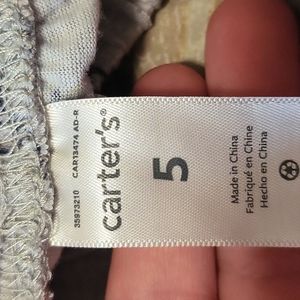 35973210    CAR13474 AD-R
carter's®
5
Made in China
Fabriqué en Chine
Hecho en China